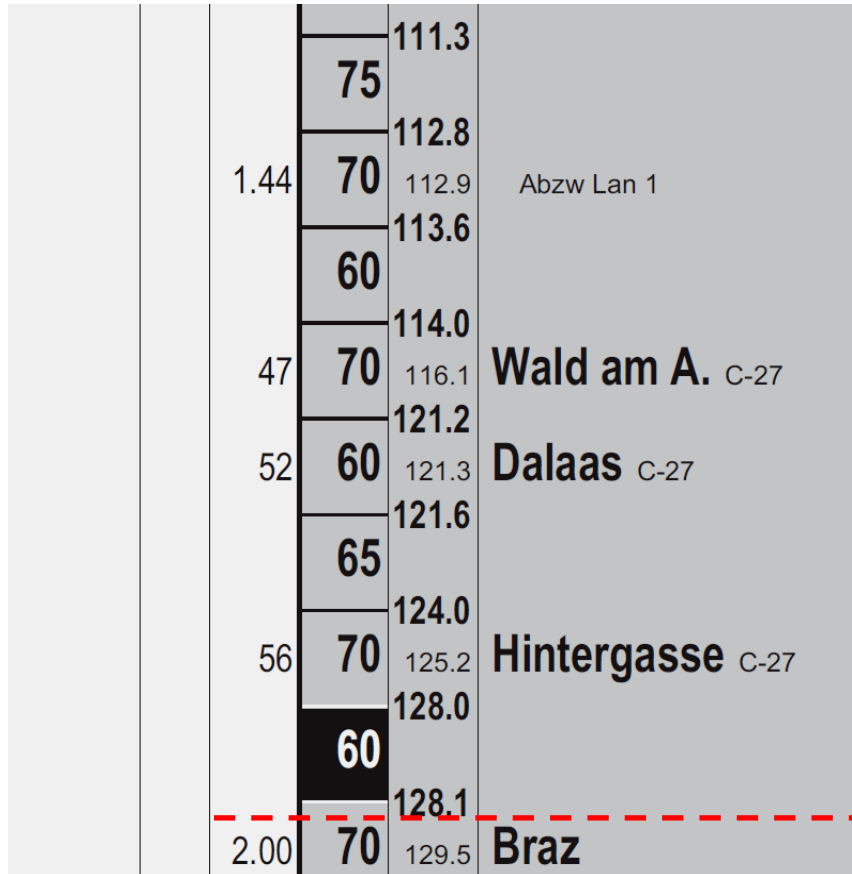 111.3
75
112.8
1.44 70 112.9 Abzw Lan 1
113.6
60
114.0
47 70 116.1 Wald am A. C-27
121.2
52 60 121.3 Dalaas C-27
121.6
65
124.0
56 70 125.2 Hintergasse C-27
128.0
60
128.1
2.00 70 129.5 Braz